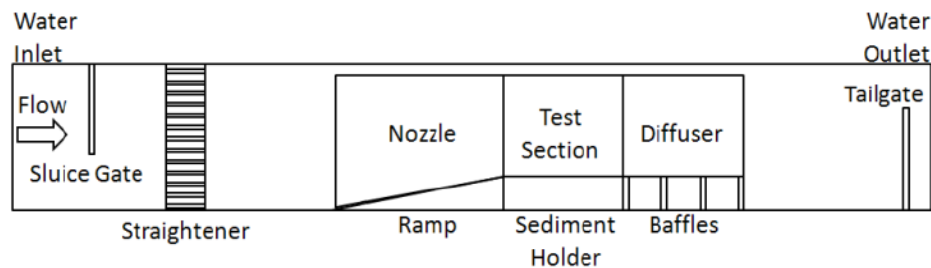 Water
Inlet
Water
Outlet
Flow
Sluice Gate
Nozzle
Test
Section
Diffuser
Tailgate
Straightener
Ramp
Sediment
Holder
Baffles